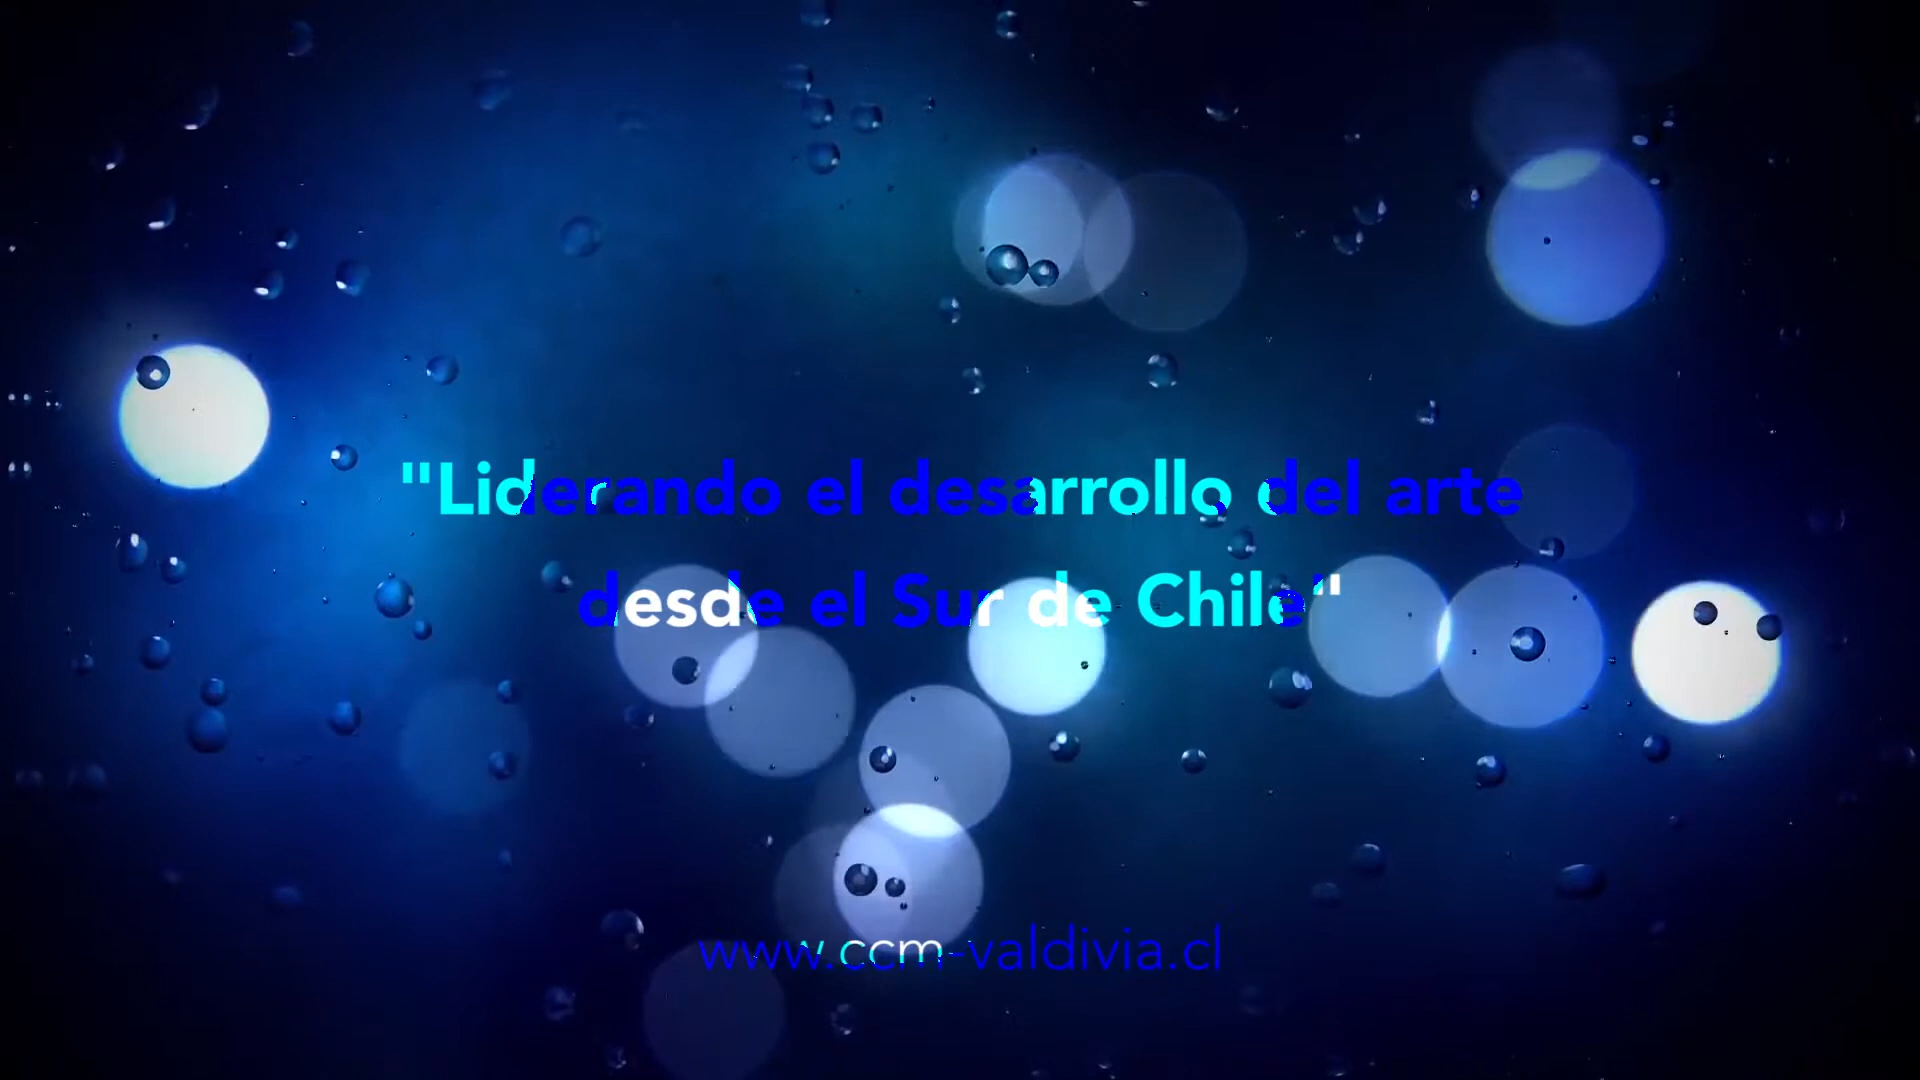 "Liderando el desarrollo del arte
desde el Sur de Chile"
www.ccm-valdivia.cl